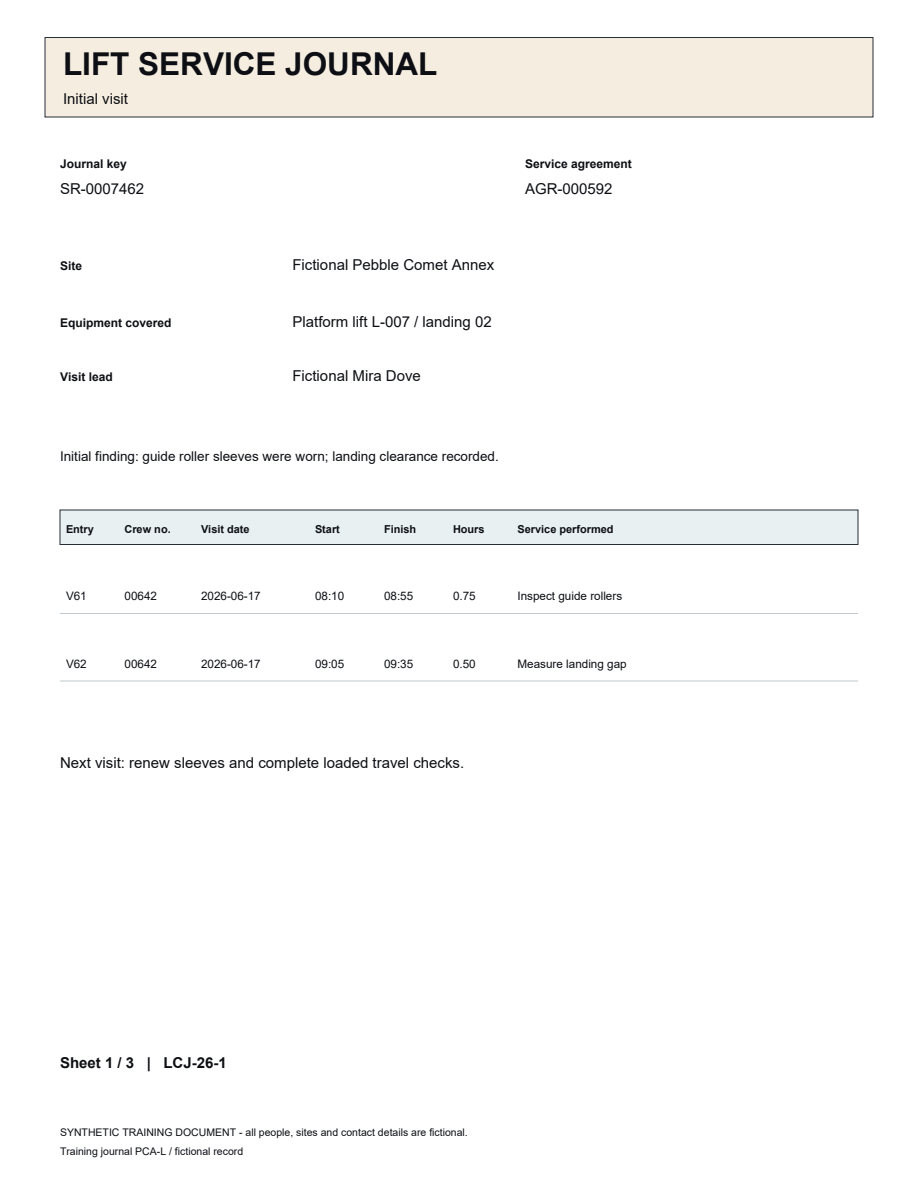 LIFT SERVICE JOURNAL
Initial visit
Journal key Service agreement
SR-0007462 AGR-000592
Site Fictional Pebble Comet Annex
Equipment covered Platform lift L-007 / landing 02
Visit lead Fictional Mira Dove
Initial finding: guide roller sleeves were worn; landing clearance recorded.
Entry Crew no. Visit date Start Finish Hours Service performed
V61 00642 2026-06-17 08:10 08:55 0.75 Inspect guide rollers
V62 00642 2026-06-17 09:05 09:35 0.50 Measure landing gap
Next visit: renew sleeves and complete loaded travel checks.
Sheet 1 / 3 | LCJ-26-1
SYNTHETIC TRAINING DOCUMENT - all people, sites and contact details are fictional.
Training journal PCA-L / fictional record